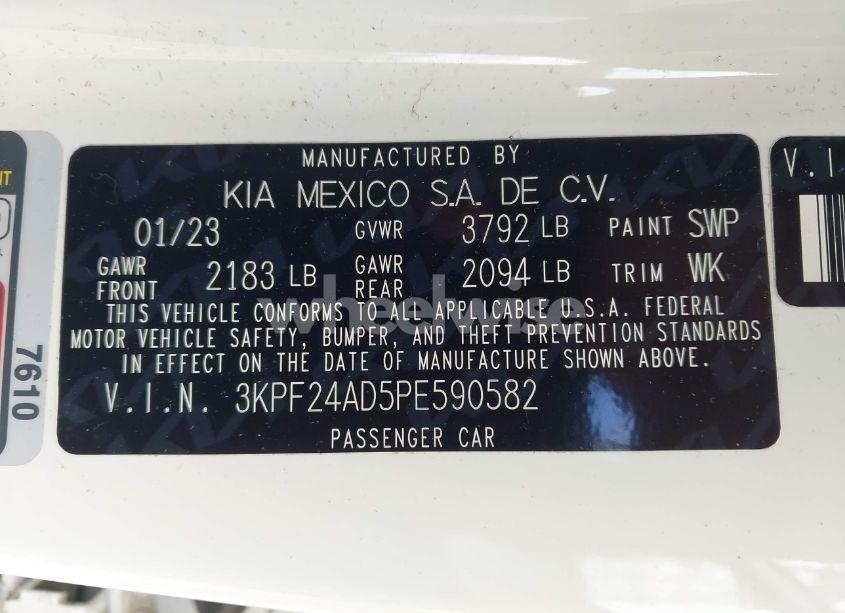 MANUFACTURED BY
KIA MEXICO S.A. DE C.V.
01/23 GVWR 3792 LB PAINT SWP
GAWR FRONT 2183 LB GAWR REAR 2094 LB TRIM WK
THIS VEHICLE CONFORMS TO ALL APPLICABLE U.S.A. FEDERAL
MOTOR VEHICLE SAFETY, BUMPER, AND THEFT PREVENTION STANDARDS
IN EFFECT ON THE DATE OF MANUFACTURE SHOWN ABOVE.
V.I.N. 3KPF24AD5PE590582
PASSENGER CAR
7610
V.I
wheelwise